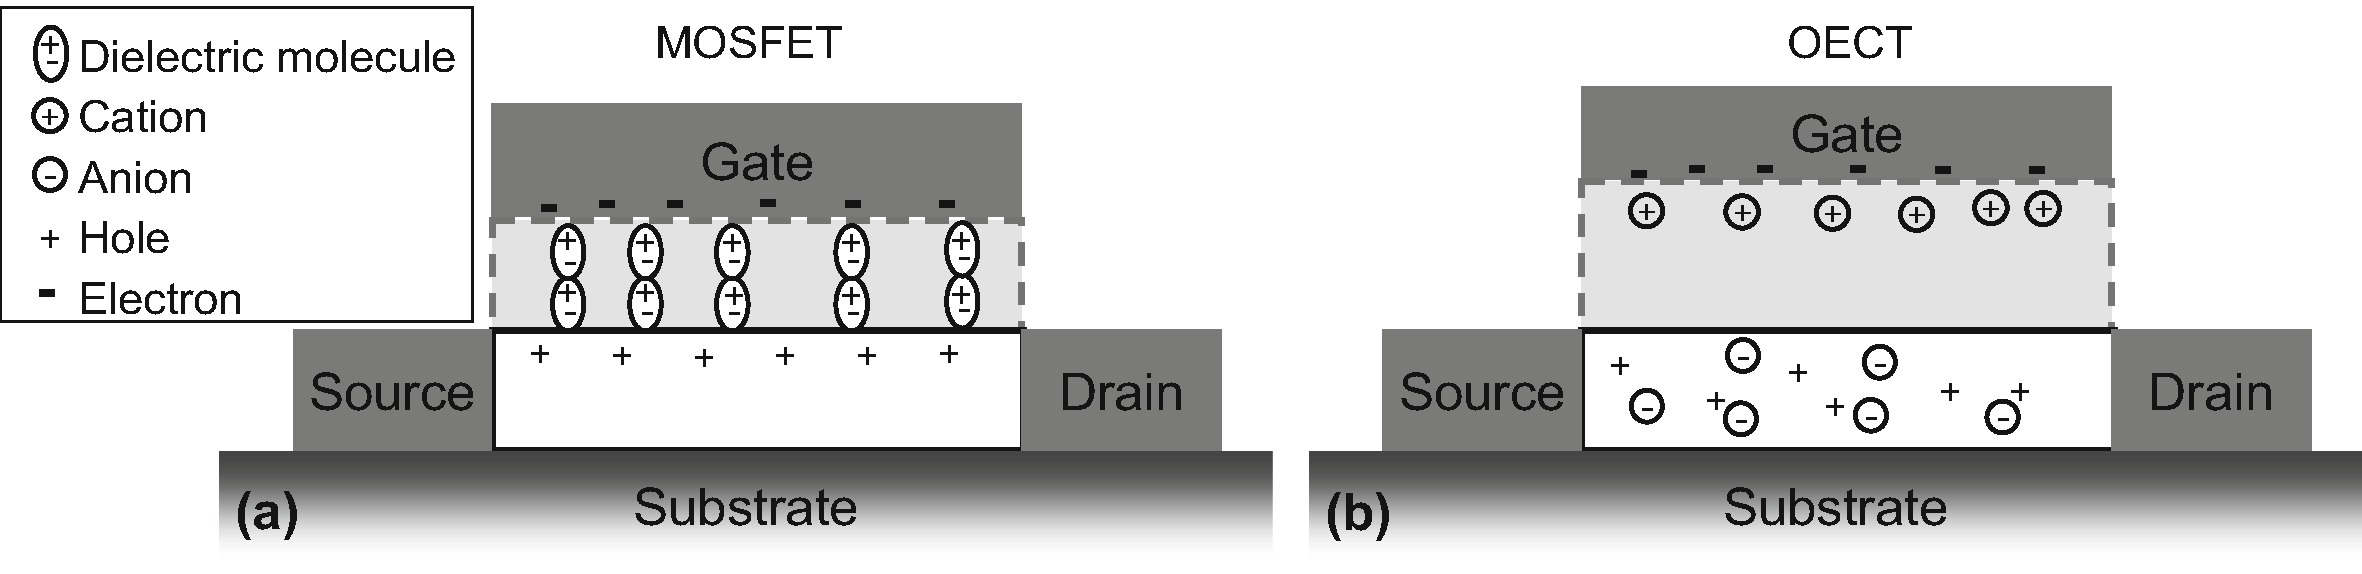 Dielectric molecule
Cation
Anion
+ Hole
- Electron
MOSFET
Gate
Source
Drain
Substrate
(a)
OECT
Gate
Source
Drain
Substrate
(b)